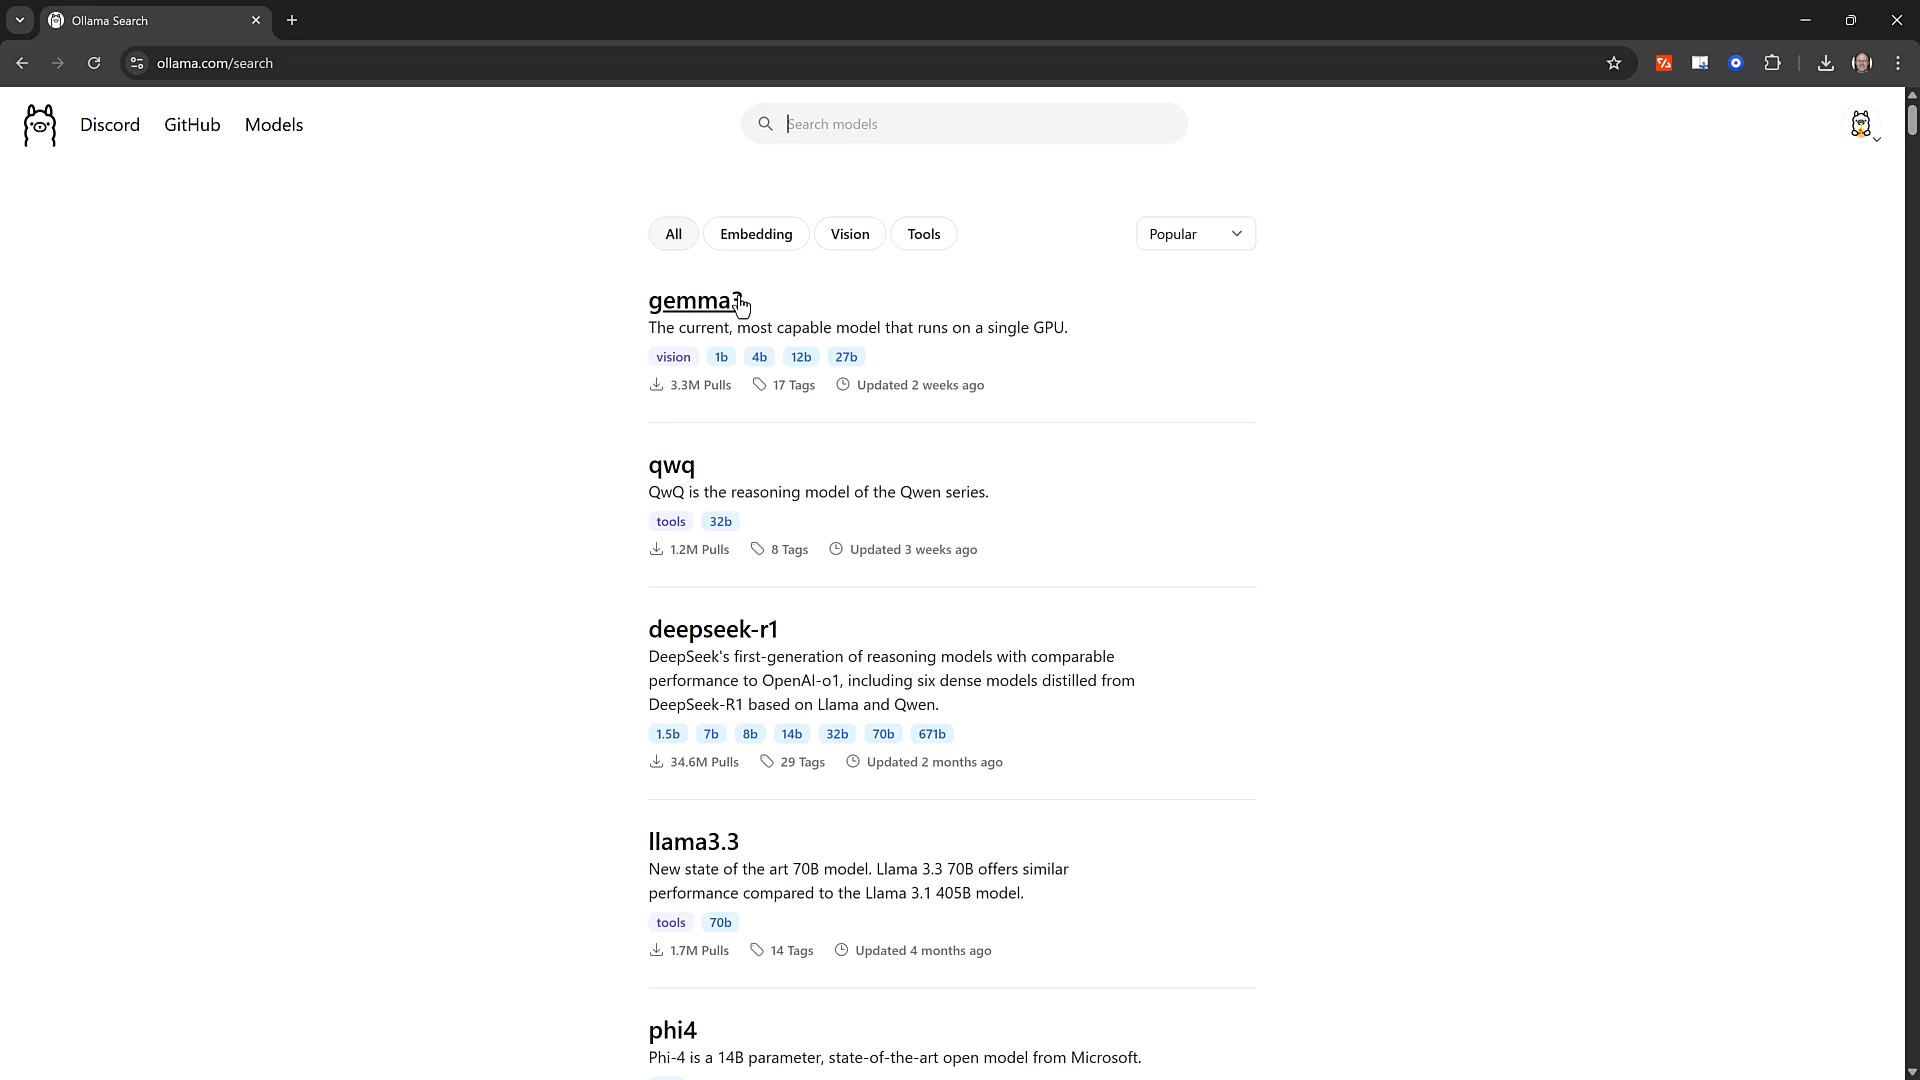 Ollama Search
ollama.com/search
Discord GitHub Models
Search models
All Embedding Vision Tools Popular
gemma3
The current, most capable model that runs on a single GPU.
vision 1b 4b 12b 27b
3.3M Pulls 17 Tags Updated 2 weeks ago
qwq
QwQ is the reasoning model of the Qwen series.
tools 32b
1.2M Pulls 8 Tags Updated 3 weeks ago
deepseek-r1
DeepSeek's first-generation of reasoning models with comparable
performance to OpenAI-o1, including six dense models distilled from
DeepSeek-R1 based on Llama and Qwen.
1.5b 7b 8b 14b 32b 70b 671b
34.6M Pulls 29 Tags Updated 2 months ago
llama3.3
New state of the art 70B model. Llama 3.3 70B offers similar
performance compared to the Llama 3.1 405B model.
tools 70b
1.7M Pulls 14 Tags Updated 4 months ago
phi4
Phi-4 is a 14B parameter, state-of-the-art open model from Microsoft.